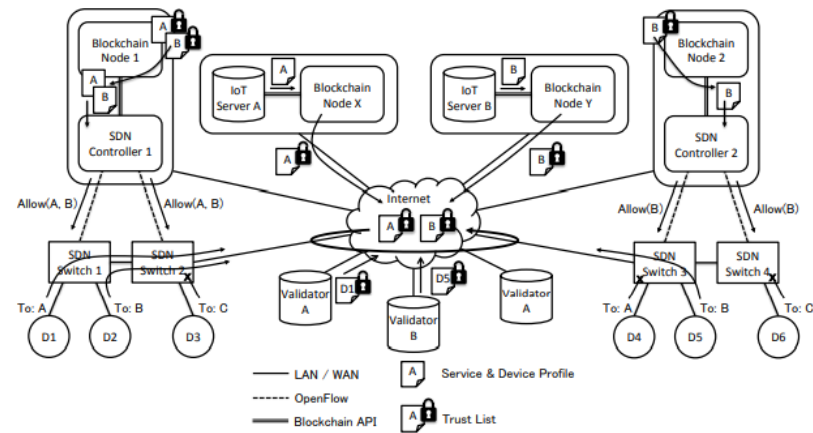 A
B
Blockchain
Node 1
A
B
SDN
Controller 1
Allow(A, B)
Allow(A, B)
SDN
Switch 1
SDN
Switch 2
x
To: A
To: B
To: C
D1
D2
D3
IoT
Server A
A
Blockchain
Node X
A
IoT
Server B
B
Blockchain
Node Y
B
Internet
A
B
D1
D5
Validator
A
Validator
B
Validator
A
B
Blockchain
Node 2
B
SDN
Controller 2
Allow(B)
Allow(B)
SDN
Switch 3
x
SDN
Switch 4
x
To: A
To: B
To: C
D4
D5
D6
LAN / WAN
OpenFlow
Blockchain API
A
Service & Device Profile
A
Trust List